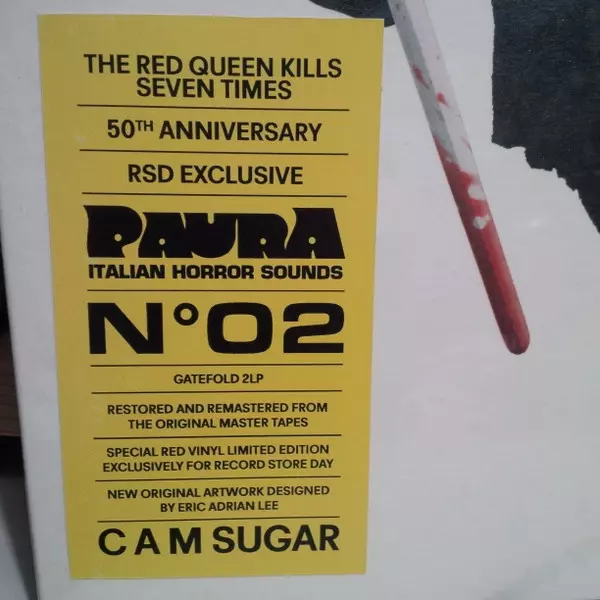 THE RED QUEEN KILLS
SEVEN TIMES
50TH ANNIVERSARY
RSD EXCLUSIVE
PAURA
ITALIAN HORROR SOUNDS
N°02
GATEFOLD 2LP
RESTORED AND REMASTERED FROM
THE ORIGINAL MASTER TAPES
SPECIAL RED VINYL LIMITED EDITION
EXCLUSIVELY FOR RECORD STORE DAY
NEW ORIGINAL ARTWORK DESIGNED
BY ERIC ADRIAN LEE
CAM SUGAR